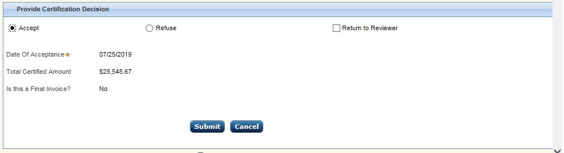 Provide Certification Decision
Accept Refuse Return to Reviewer
Date Of Acceptance★ 07/25/2019
Total Certified Amount $28,548.67
Is this a Final Invoice? No
Submit Cancel